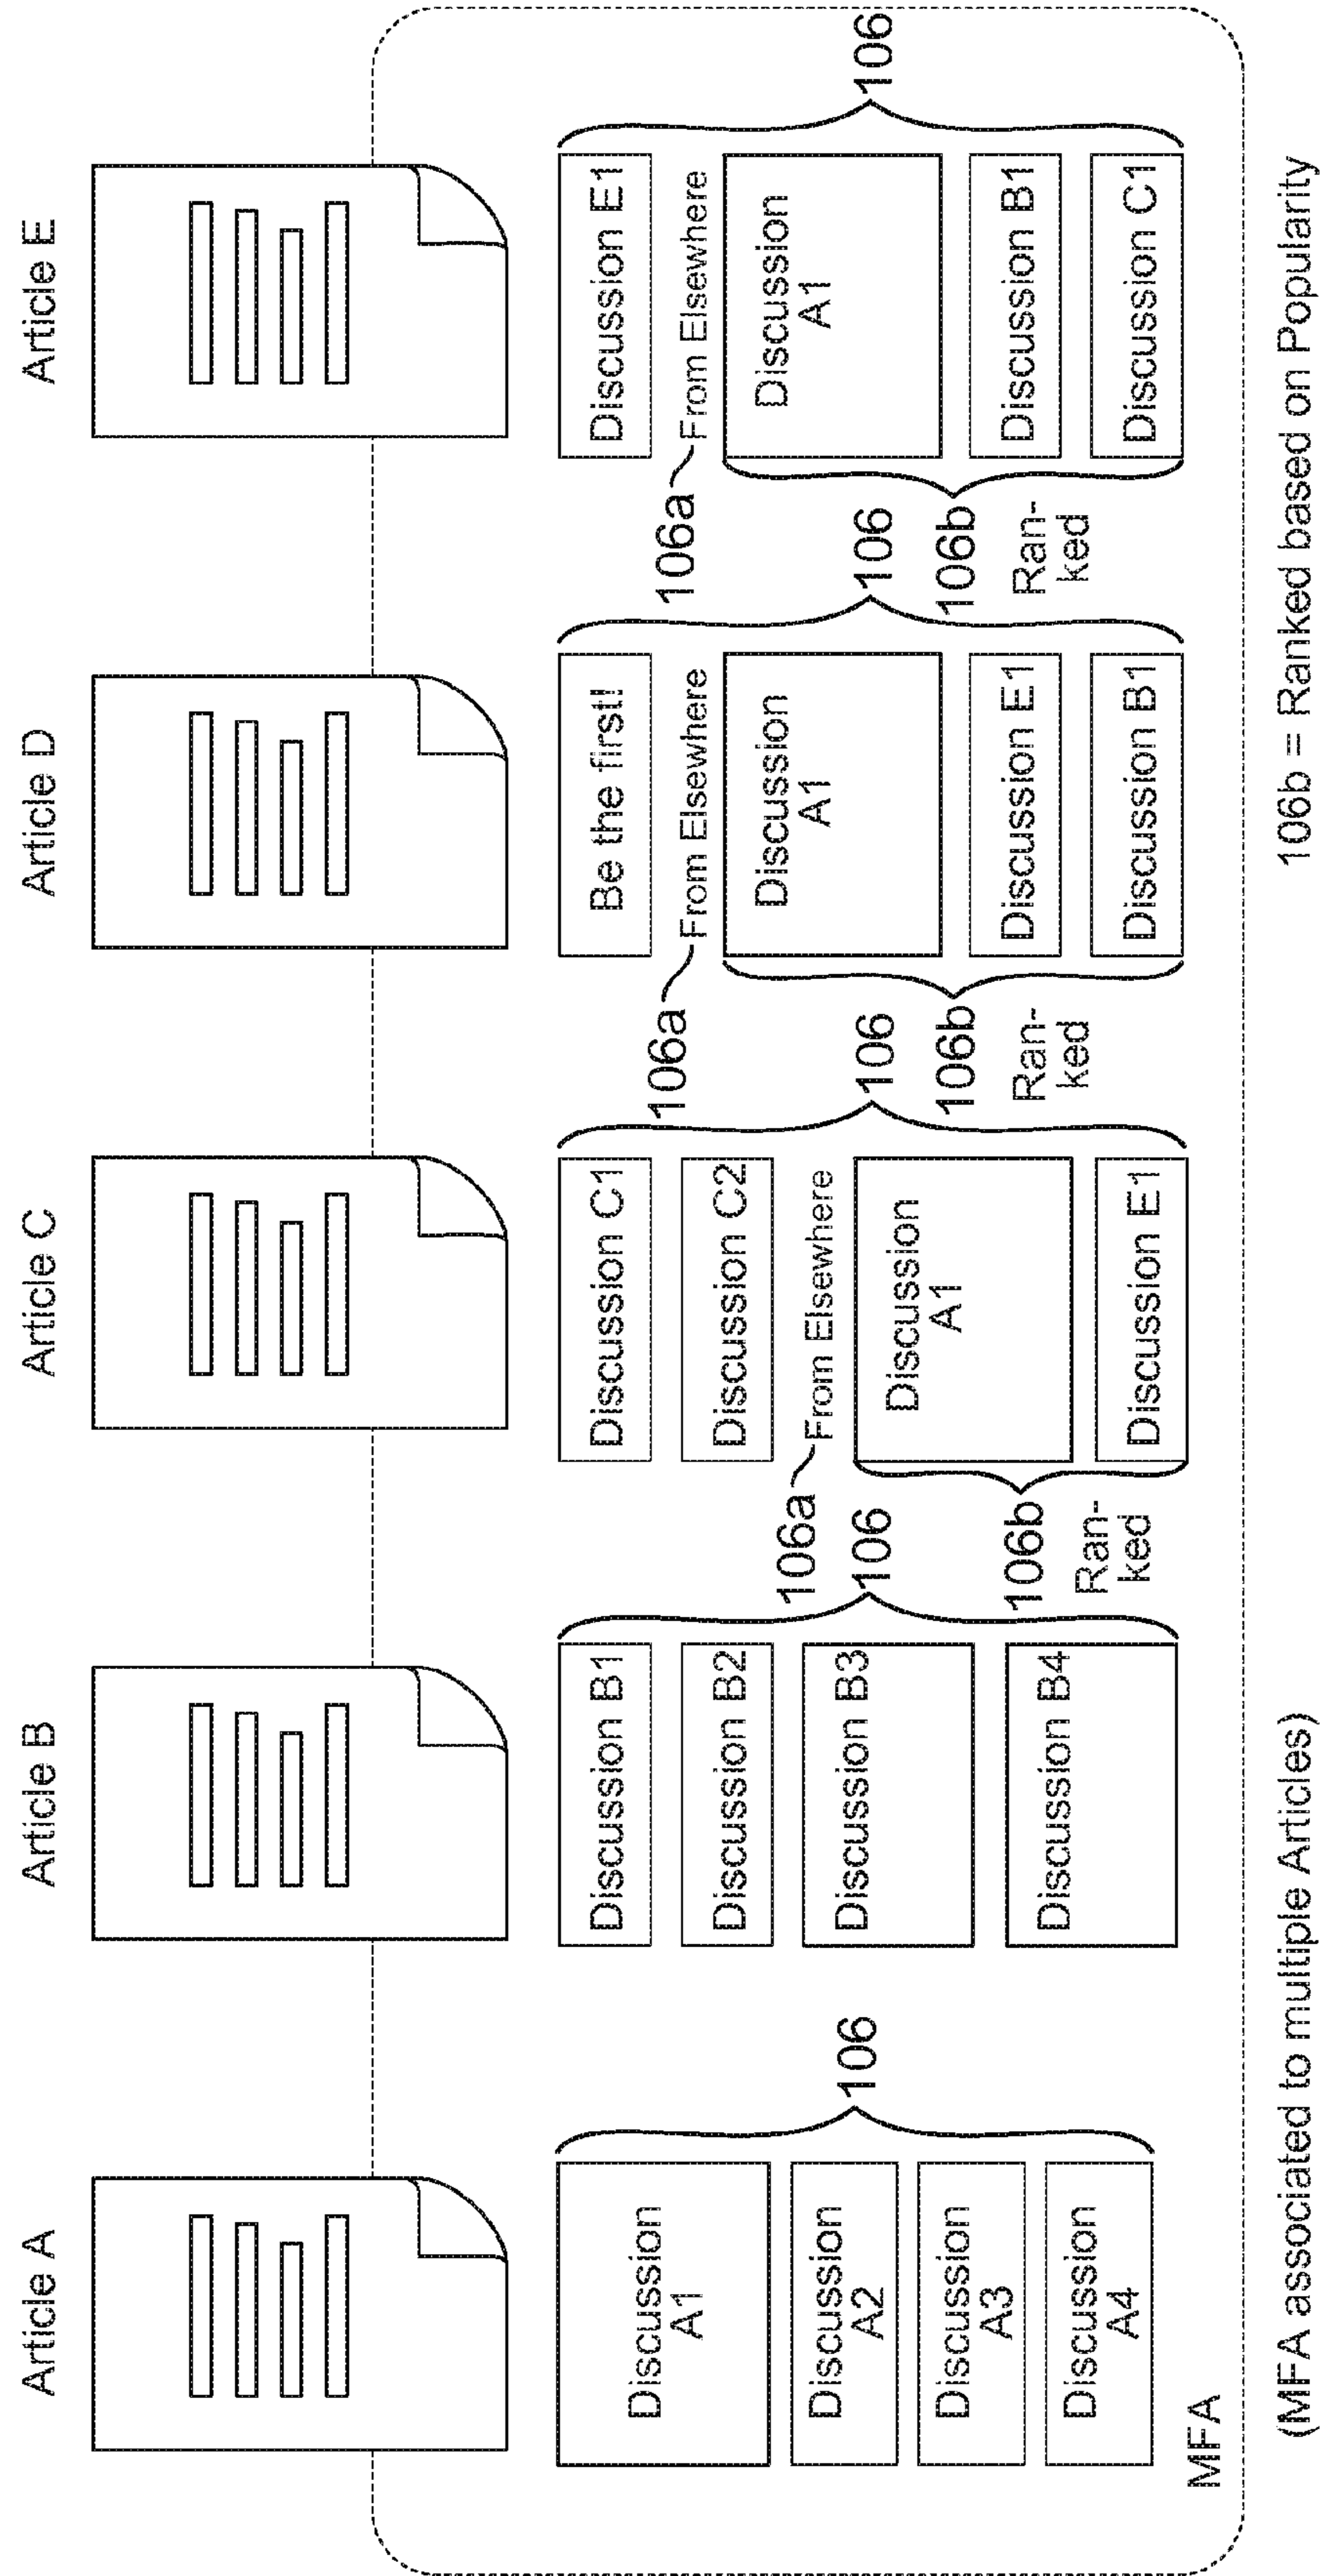 Article A
Discussion
A1
Discussion
A2
Discussion
A3
Discussion
A4
106
MFA
Article B
Discussion B1
Discussion B2
Discussion B3
Discussion B4
106
Article C
Discussion C1
Discussion C2
106a
From Elsewhere
Discussion
A1
Discussion E1
106
106b
Ran-
ked
Article D
Be the first!!
106a
From Elsewhere
Discussion
A1
Discussion E1
Discussion B1
106
106b
Ran-
ked
Article E
Discussion E1
106a
From Elsewhere
Discussion
A1
Discussion B1
Discussion C1
106
106b
Ran-
ked
(MFA associated to multiple Articles)
106b = Ranked based on Popularity